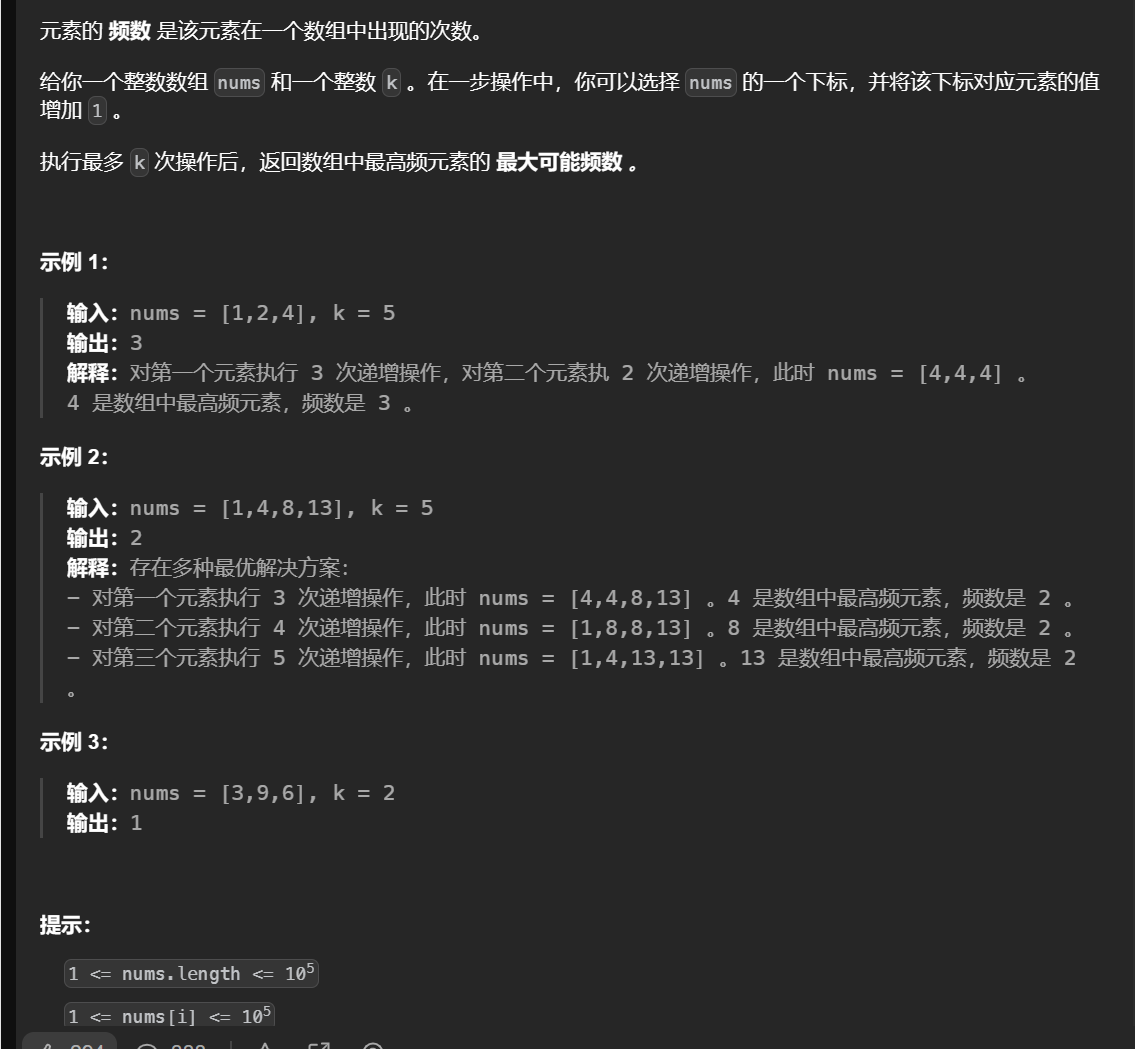 元素的 频数 是该元素在一个数组中出现的次数。
给你一个整数数组 nums 和一个整数 k 。在一步操作中，你可以选择 nums 的一个下标，并将该下标对应元素的值
增加 1 。
执行最多 k 次操作后，返回数组中最高频元素的 最大可能频数 。
示例 1：
输入：nums = [1,2,4], k = 5
输出：3
解释：对第一个元素执行 3 次递增操作，对第二个元素执 2 次递增操作，此时 nums = [4,4,4] 。
4 是数组中最高频元素，频数是 3 。
示例 2：
输入：nums = [1,4,8,13], k = 5
输出：2
解释：存在多种最优解决方案：
- 对第一个元素执行 3 次递增操作，此时 nums = [4,4,8,13] 。4 是数组中最高频元素，频数是 2 。
- 对第二个元素执行 4 次递增操作，此时 nums = [1,8,8,13] 。8 是数组中最高频元素，频数是 2 。
- 对第三个元素执行 5 次递增操作，此时 nums = [1,4,13,13] 。13 是数组中最高频元素，频数是 2
。
示例 3：
输入：nums = [3,9,6], k = 2
输出：1
提示：
1 <= nums.length <= 10⁵
1 <= nums[i] <= 10⁵